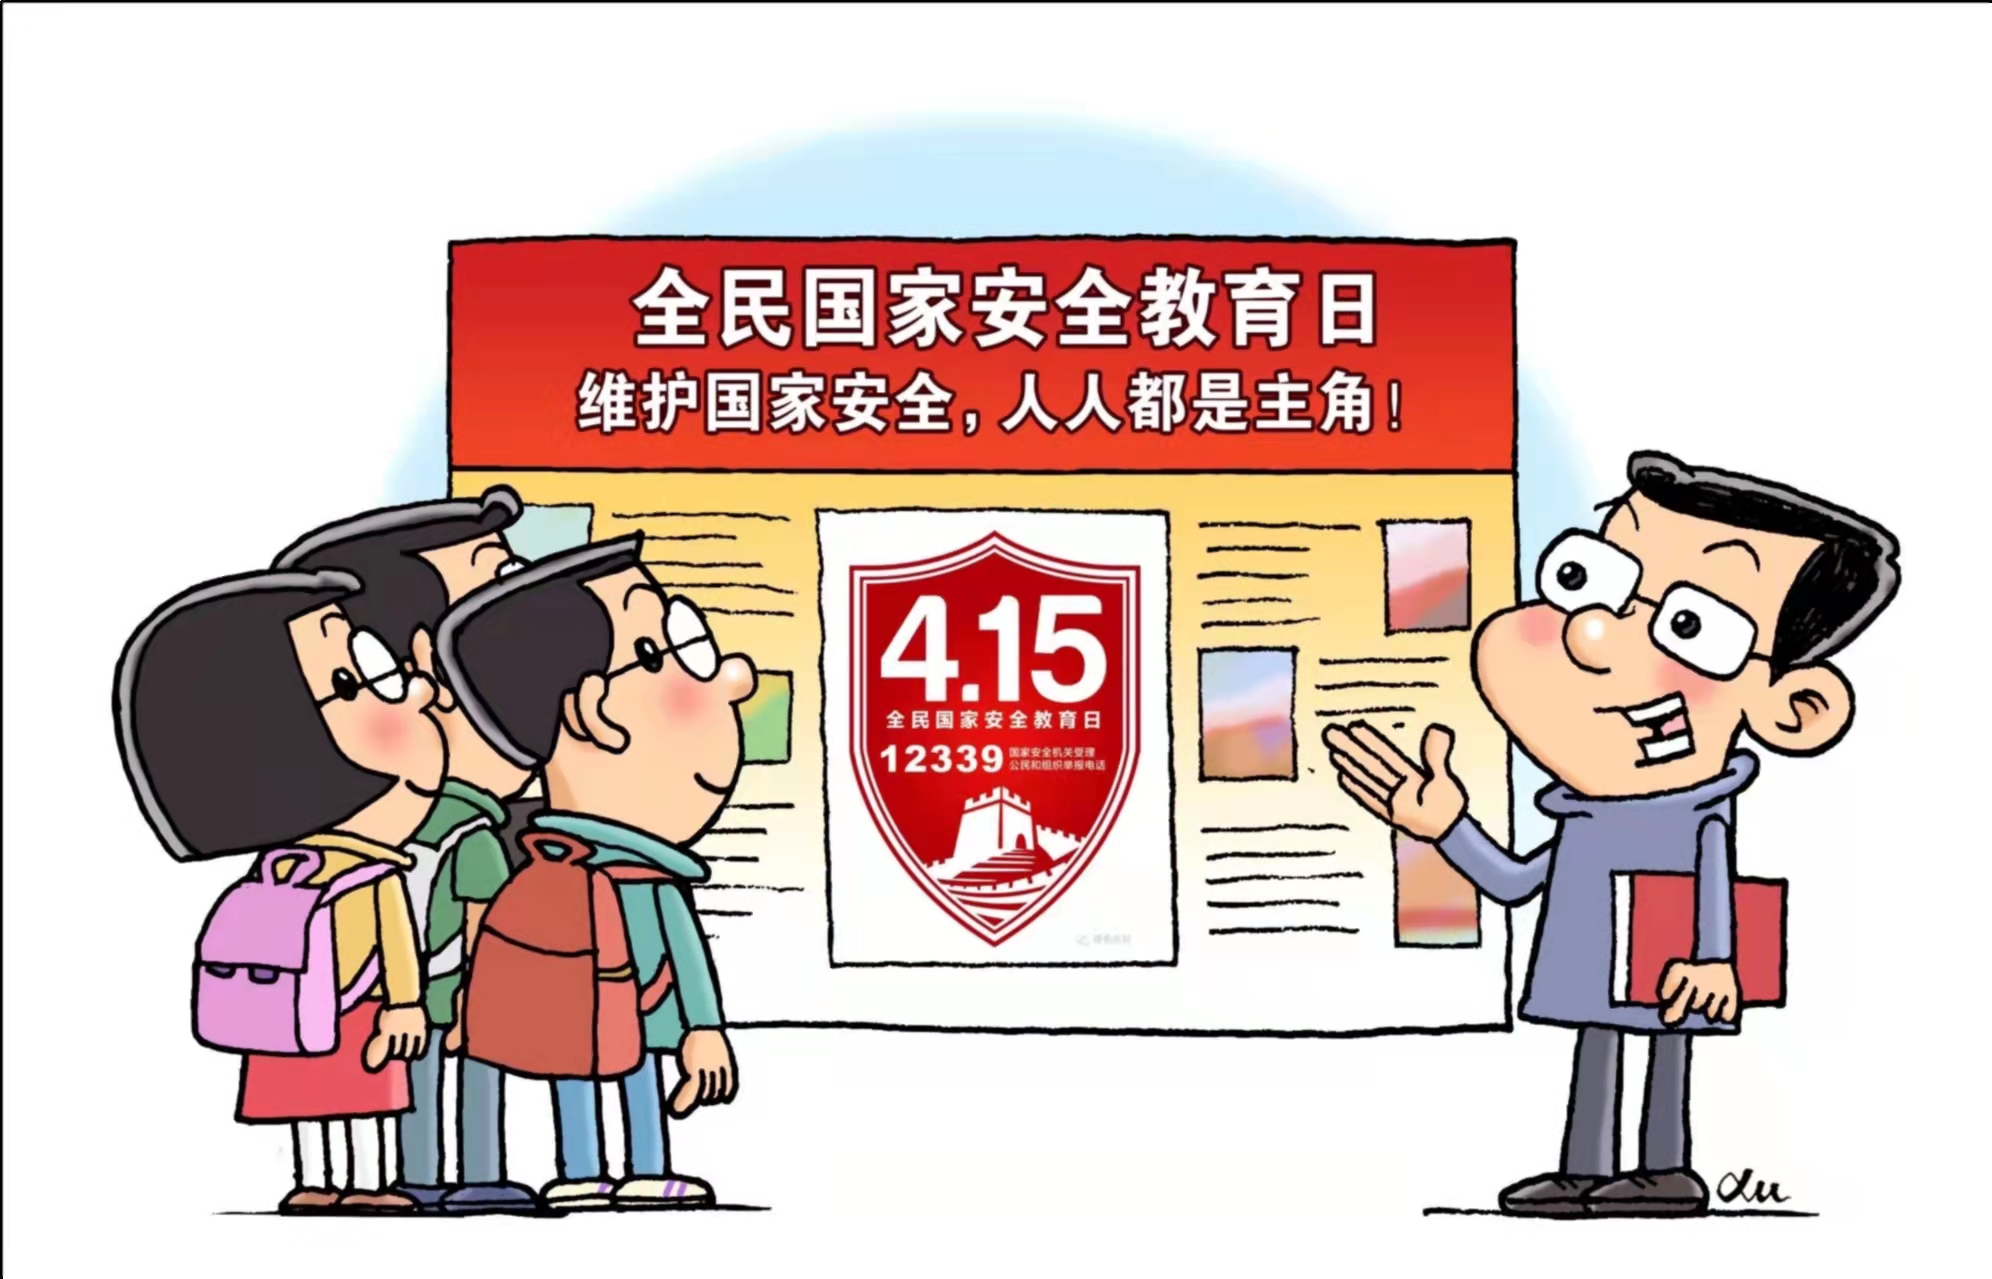 全民国家安全教育日
维护国家安全，人人都是主角！
4.15
全民国家安全教育日
12339
国家安全机关受理
公民和组织举报电话
Lu